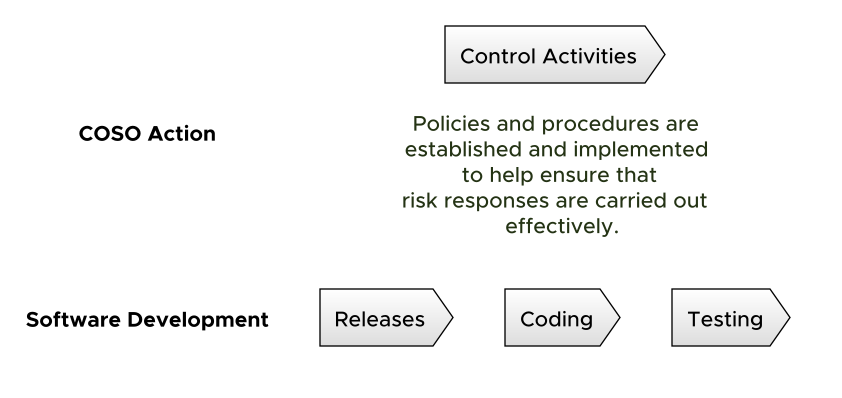 Control Activities
COSO Action
Policies and procedures are
established and implemented
to help ensure that
risk responses are carried out
effectively.
Software Development
Releases
Coding
Testing